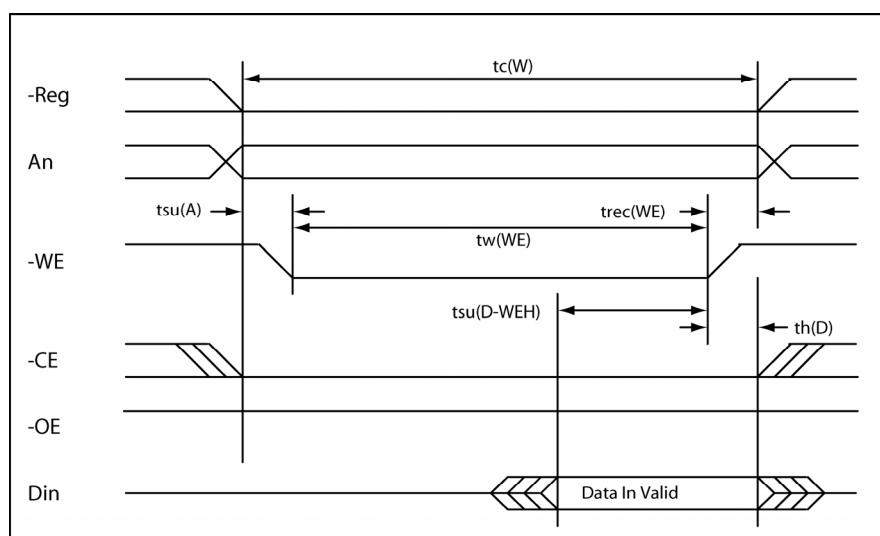 tc(W)
-Reg
An
tsu(A)
trec(WE)
tw(WE)
-WE
tsu(D-WEH)
th(D)
-CE
-OE
Din
Data In Valid